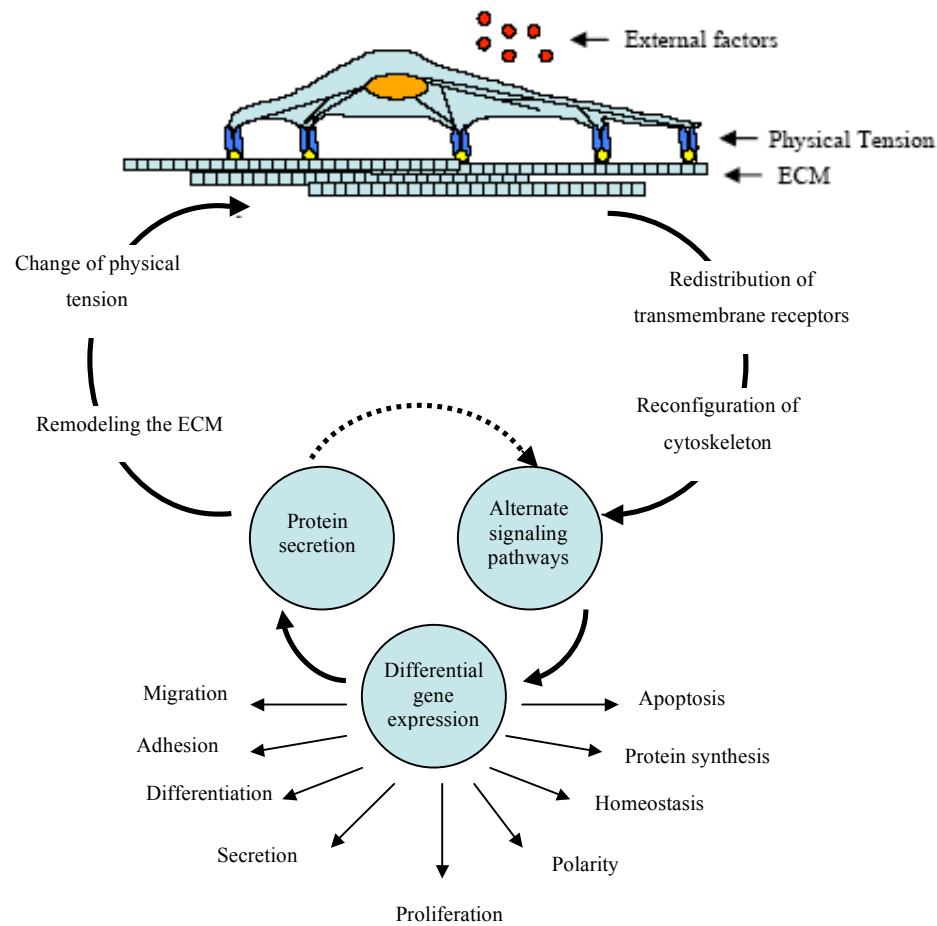 External factors
Physical Tension
ECM
Change of physical
tension
Redistribution of
transmembrane receptors
Remodeling the ECM
Reconfiguration of
cytoskeleton
Protein
secretion
Alternate
signaling
pathways
Differential
gene
expression
Migration
Adhesion
Differentiation
Secretion
Proliferation
Apoptosis
Protein synthesis
Homeostasis
Polarity